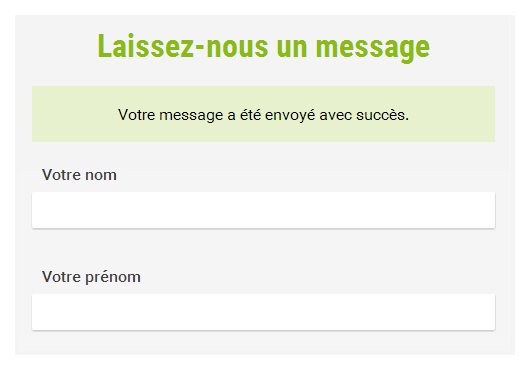 Laissez-nous un message
Votre message a été envoyé avec succès.
Votre nom
Votre prénom